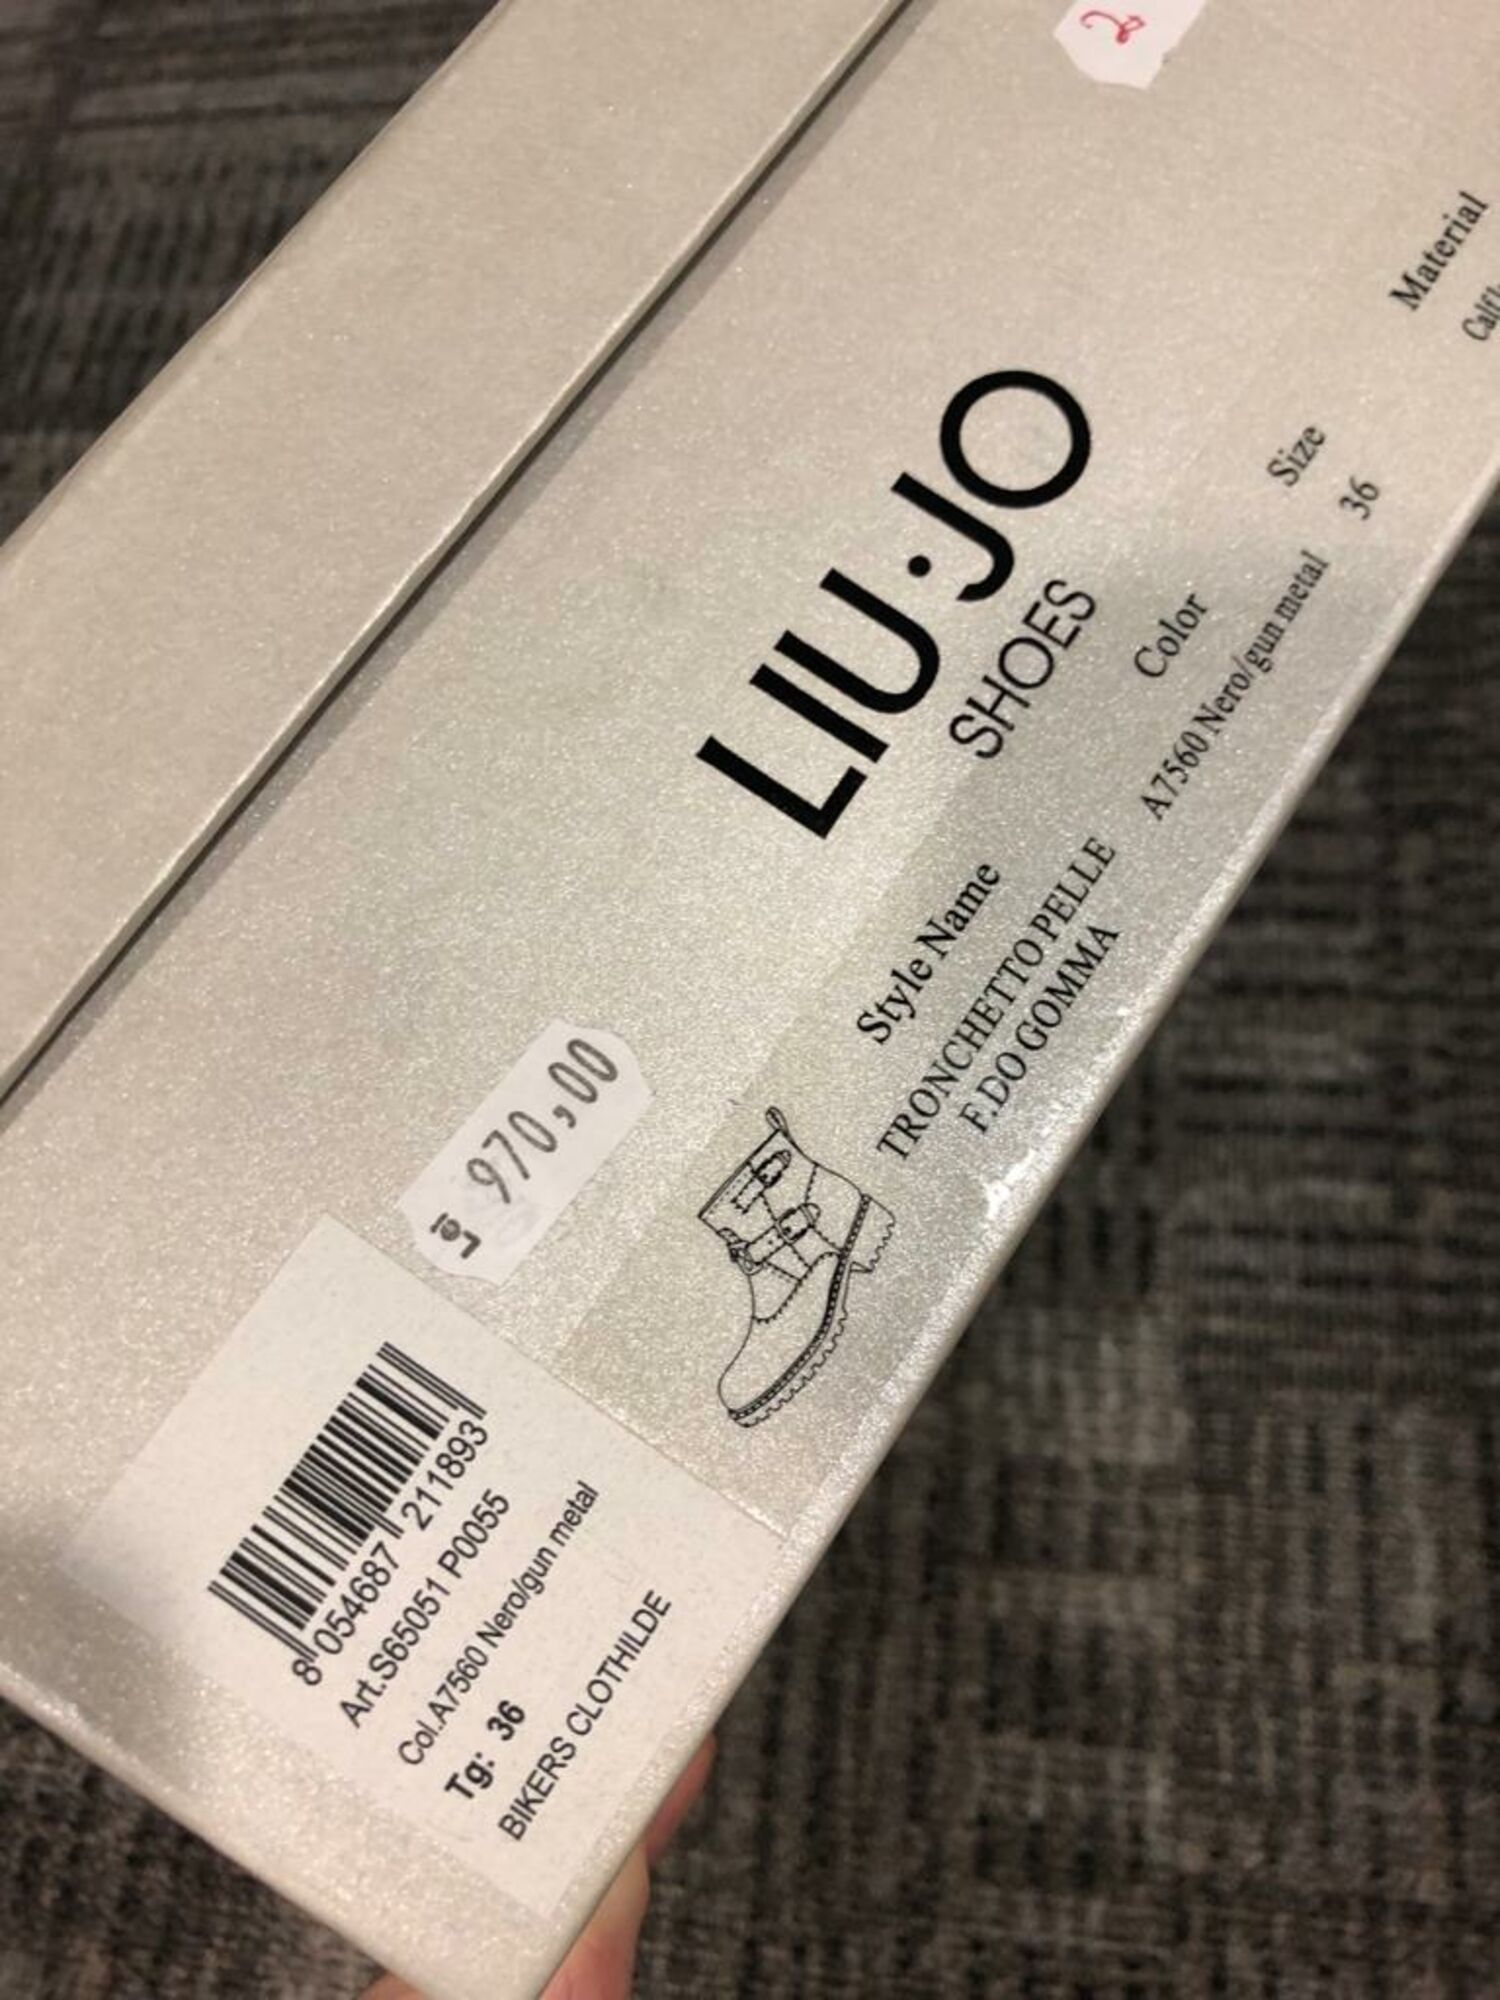 2
LIU·JO
SHOES
Style Name
TRONCHETTO PELLE
F.DO GOMMA
Color
A7560 Nero/gun metal
Size
36
Material
970,00
8 054687 211893
Art.S65051 P0055
Col.A7560 Nero/gun metal
Tg: 36
BIKERS CLOTHILDE